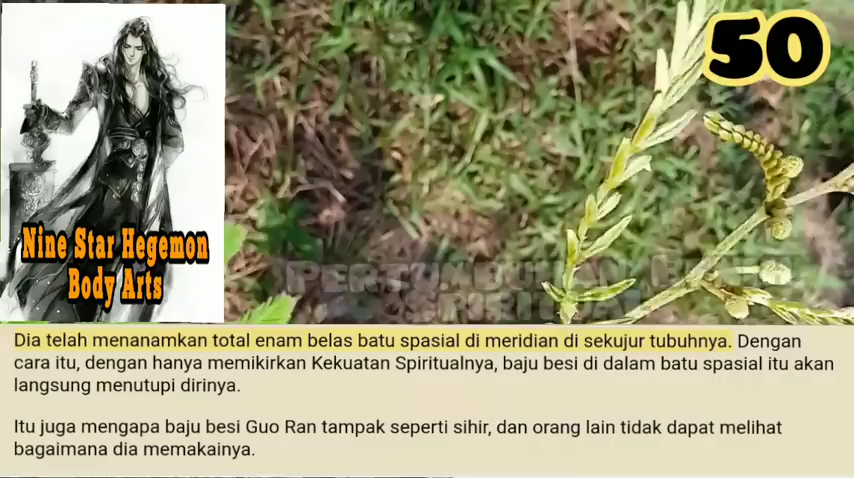 50
Nine Star Hegemon
Body Arts
Dia telah menanamkan total enam belas batu spasial di meridian di sekujur tubuhnya. Dengan
cara itu, dengan hanya memikirkan Kekuatan Spiritualnya, baju besi di dalam batu spasial itu akan
langsung menutupi dirinya.
Itu juga mengapa baju besi Guo Ran tampak seperti sihir, dan orang lain tidak dapat melihat
bagaimana dia memakainya.